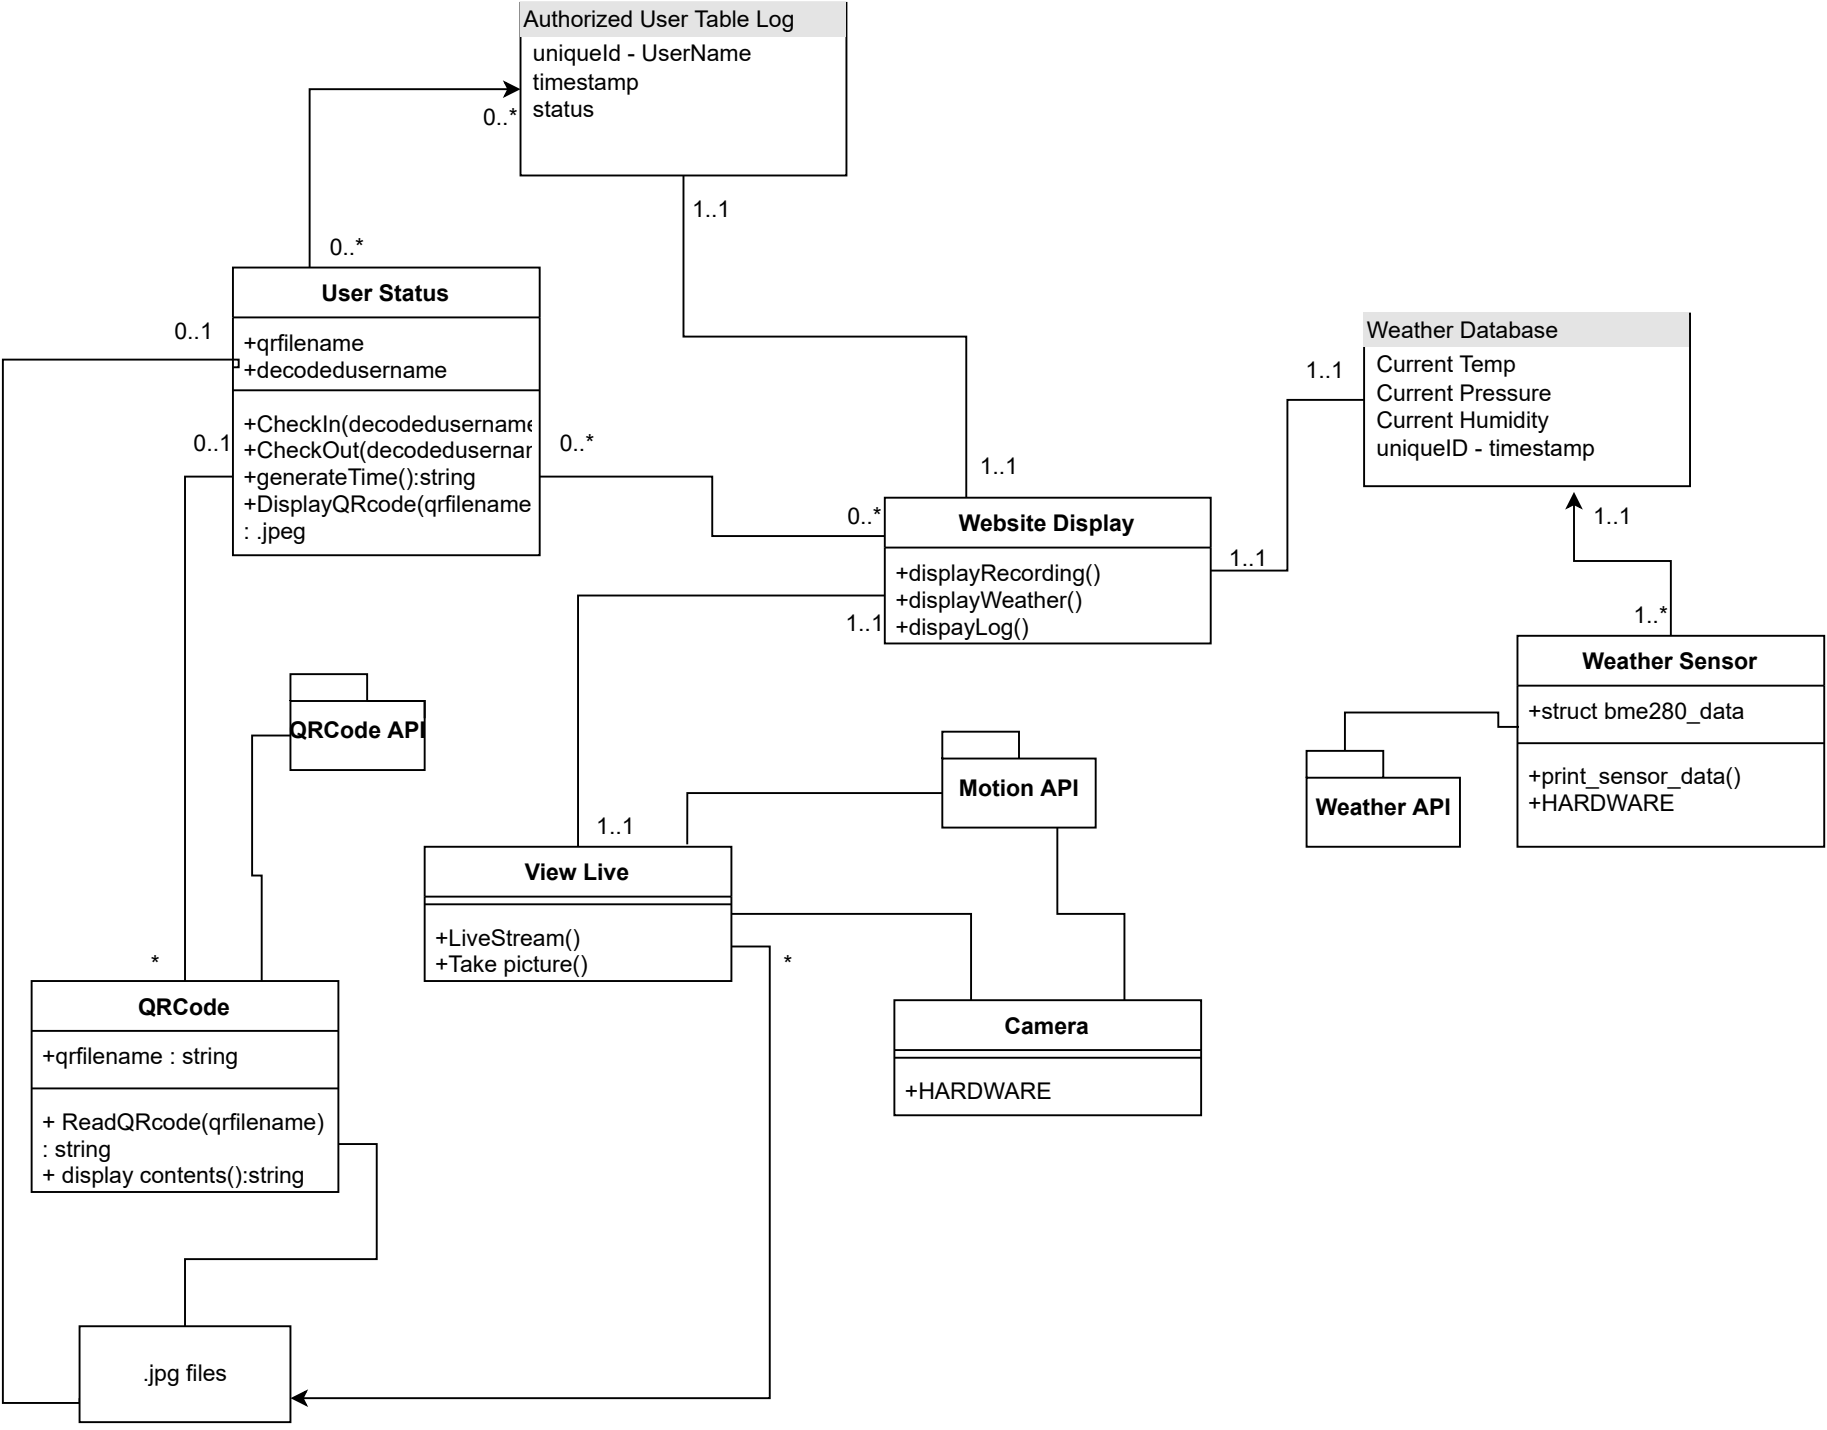 Authorized User Table Log
uniqueId - UserName
timestamp
status
0..*
1..1
0..*
User Status
+qrfilename
+decodedusername
+CheckIn(decodedusername
+CheckOut(decodedusernar
+generateTime():string
+DisplayQRcode(qrfilename
: .jpeg
0..1
0..1
0..*
0..*
1..1
Website Display
+displayRecording()
+displayWeather()
+dispayLog()
1..1
1..1
1..1
Weather Database
Current Temp
Current Pressure
Current Humidity
uniqueID - timestamp
1..1
1..*
Weather Sensor
+struct bme280_data
+print_sensor_data()
+HARDWARE
Weather API
QRCode API
Motion API
1..1
View Live
+LiveStream()
+Take picture()
*
Camera
+HARDWARE
*
QRCode
+qrfilename : string
+ ReadQRcode(qrfilename)
: string
+ display contents():string
.jpg files